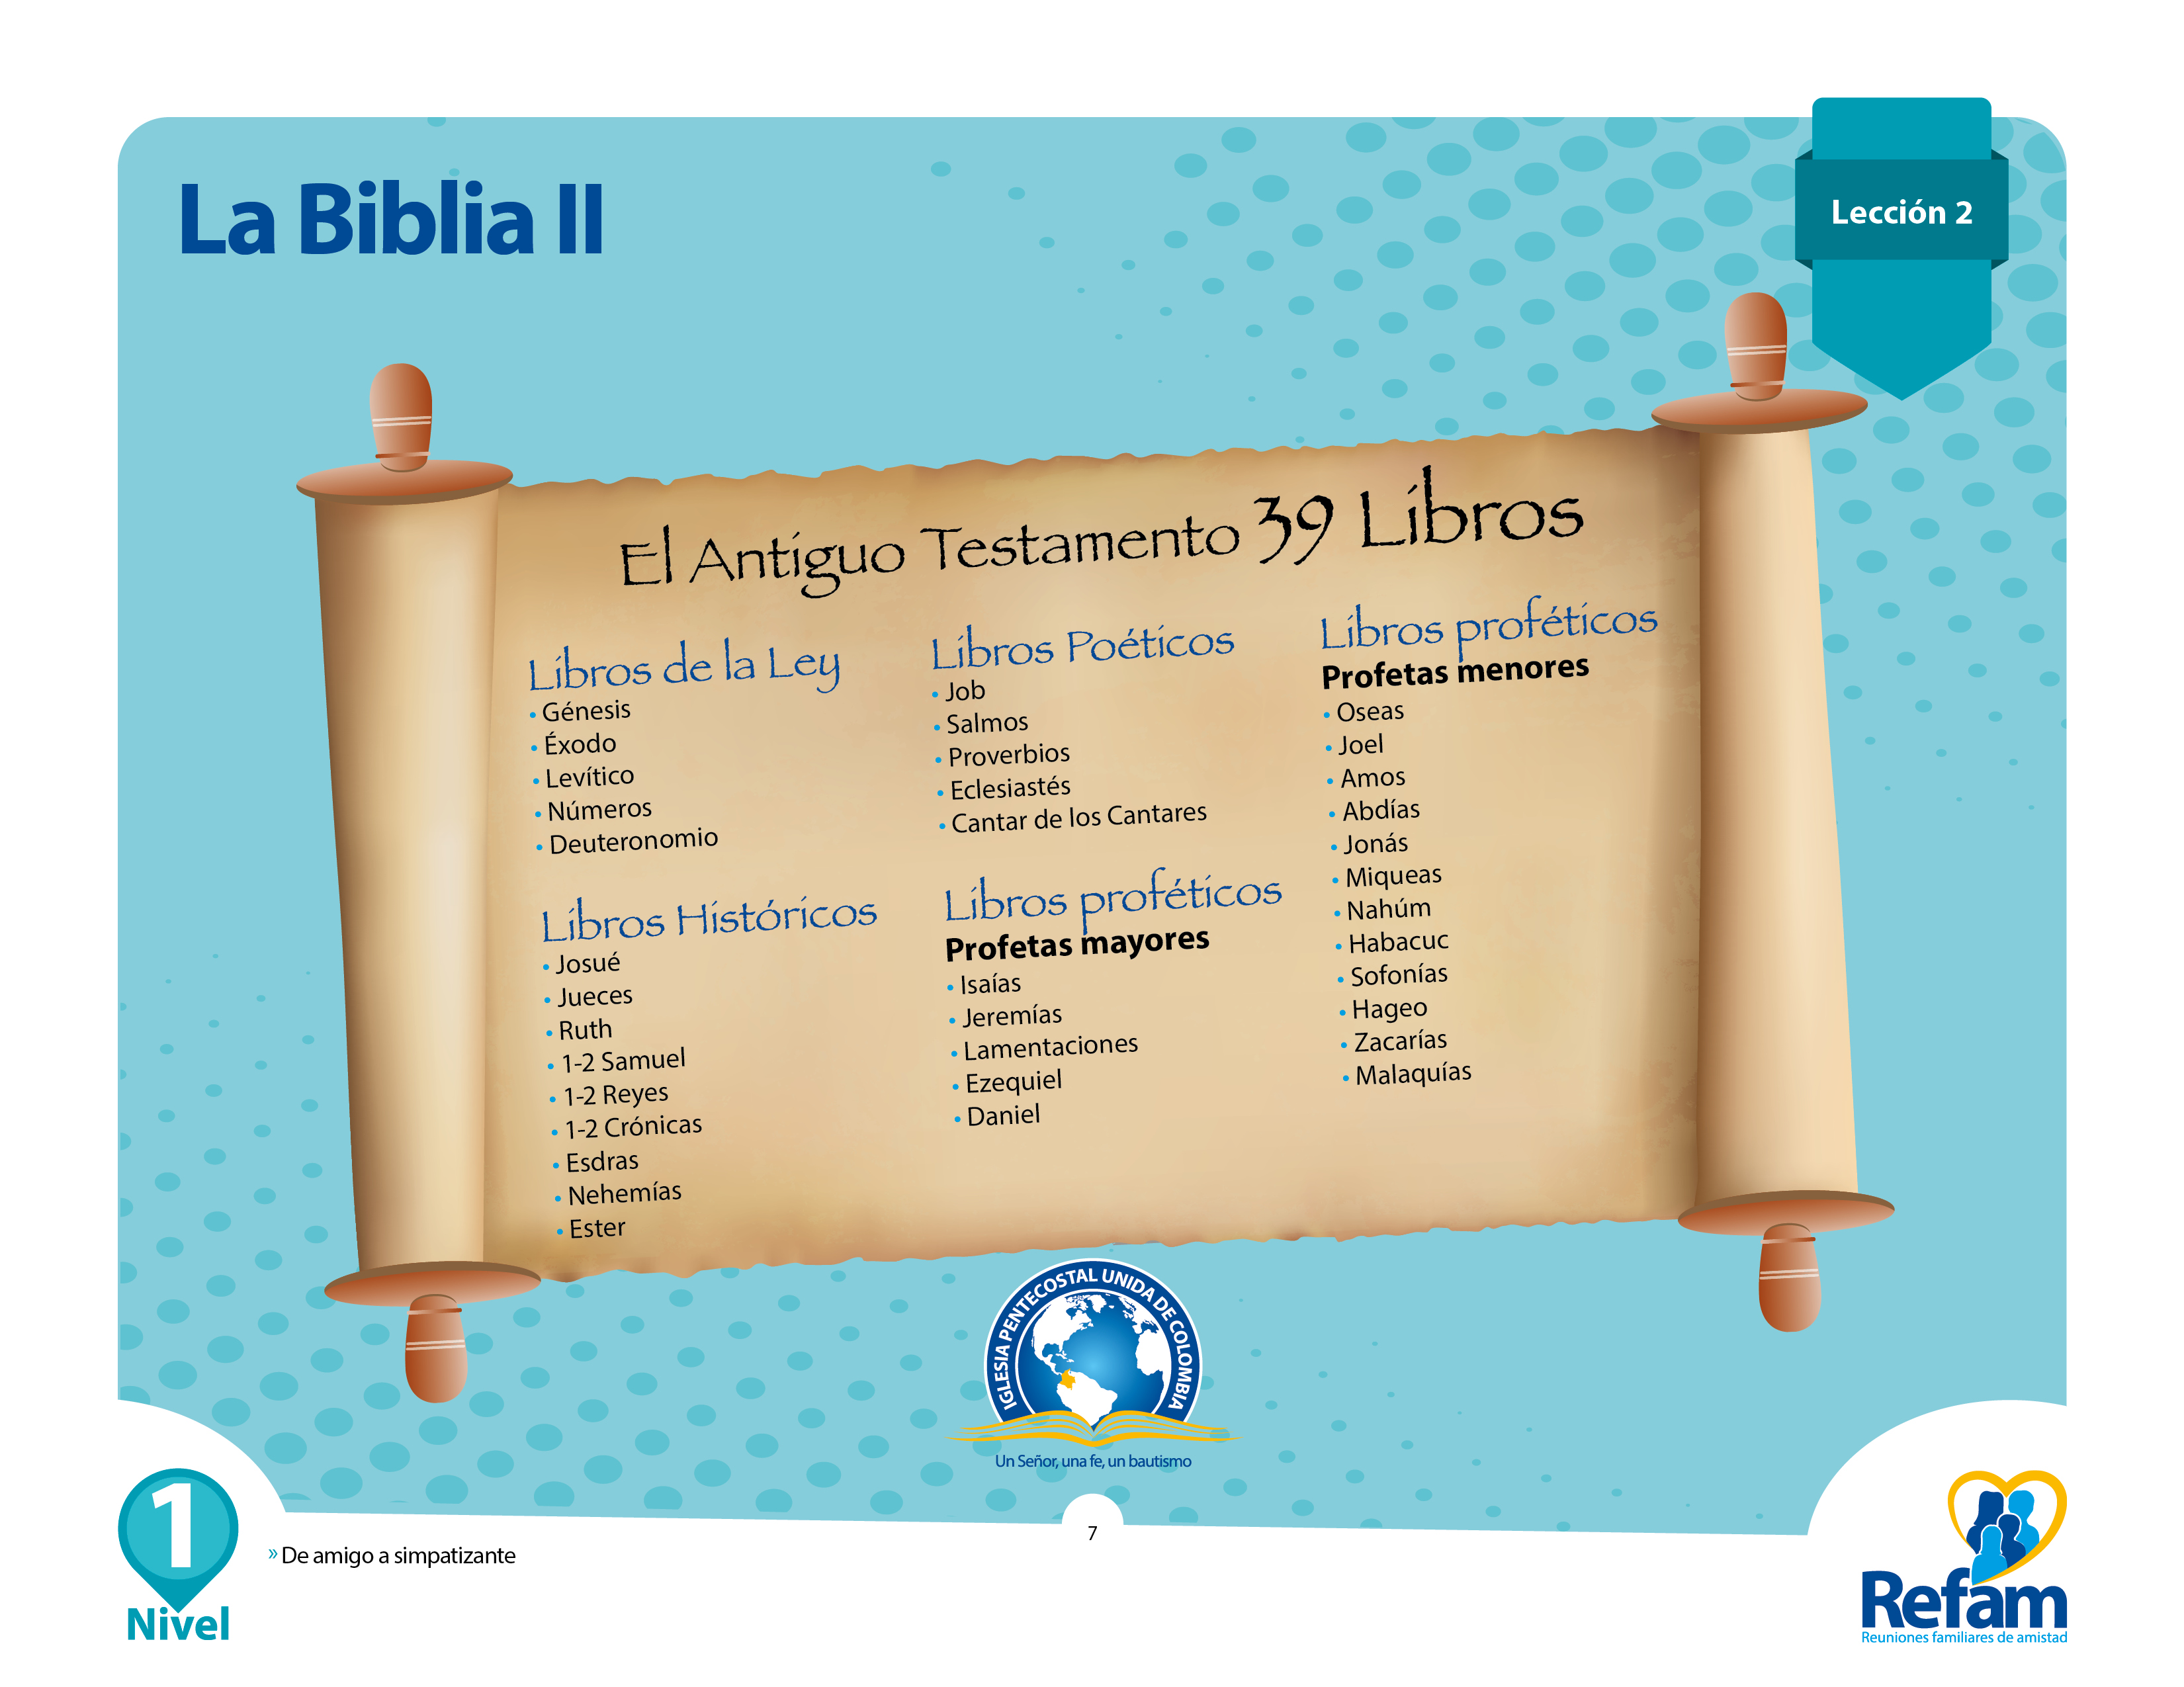 La Biblia II
Lección 2
El Antiguo Testamento 39 Libros
Libros de la Ley
• Génesis
• Éxodo
• Levítico
• Números
• Deuteronomio
Libros Históricos
• Josué
• Jueces
• Ruth
• 1-2 Samuel
• 1-2 Reyes
• 1-2 Crónicas
• Esdras
• Nehemías
• Ester
Libros Poéticos
• Job
• Salmos
• Proverbios
• Eclesiastés
• Cantar de los Cantares
Libros proféticos
Profetas mayores
• Isaías
• Jeremías
• Lamentaciones
• Ezequiel
• Daniel
Libros proféticos
Profetas menores
• Oseas
• Joel
• Amos
• Abdías
• Jonás
• Miqueas
• Nahúm
• Habacuc
• Sofonías
• Hageo
• Zacarías
• Malaquías
IGLESIA PENTECOSTAL UNIDA DE COLOMBIA
Un Señor, una fe, un bautismo
1
Nivel
» De amigo a simpatizante
7
Refam
Reuniones familiares de amistad